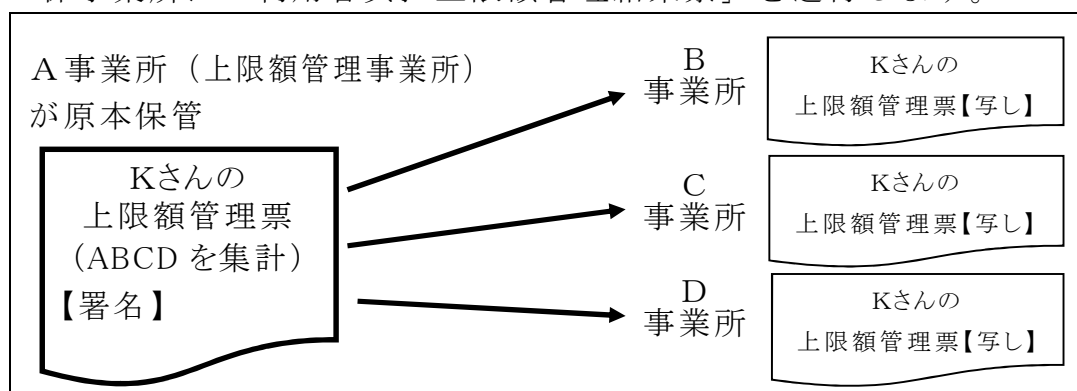 A事業所（上限額管理事業所）
が原本保管
Kさんの
上限額管理票
（ABCDを集計）
【署名】
B
事業所
Kさんの
上限額管理票【写し】
C
事業所
Kさんの
上限額管理票【写し】
D
事業所
Kさんの
上限額管理票【写し】